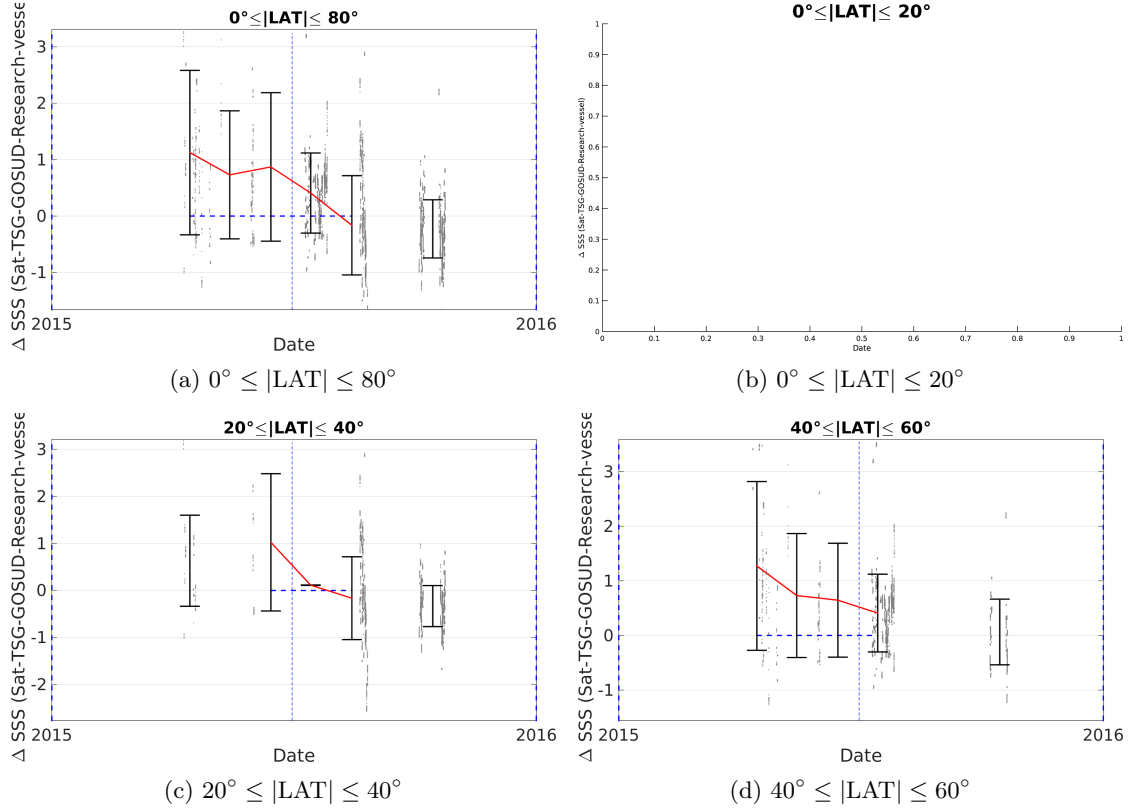 0°≤|LAT|≤ 80°
Δ SSS (Sat-TSG-GOSUD-Research-vesse
3
2
1
0
-1
2015
2016
Date
(a) 0° ≤ |LAT| ≤ 80°
0°≤|LAT|≤ 20°
Δ SSS (Sat-TSG-GOSUD-Research-vessel)
1
0.9
0.8
0.7
0.6
0.5
0.4
0.3
0.2
0.1
0
0 0.1 0.2 0.3 0.4 0.5 0.6 0.7 0.8 0.9 1
Date
(b) 0° ≤ |LAT| ≤ 20°
20°≤|LAT|≤ 40°
Δ SSS (Sat-TSG-GOSUD-Research-vesse
3
2
1
0
-1
-2
2015
2016
Date
(c) 20° ≤ |LAT| ≤ 40°
40°≤|LAT|≤ 60°
Δ SSS (Sat-TSG-GOSUD-Research-vesse
3
2
1
0
-1
2015
2016
Date
(d) 40° ≤ |LAT| ≤ 60°